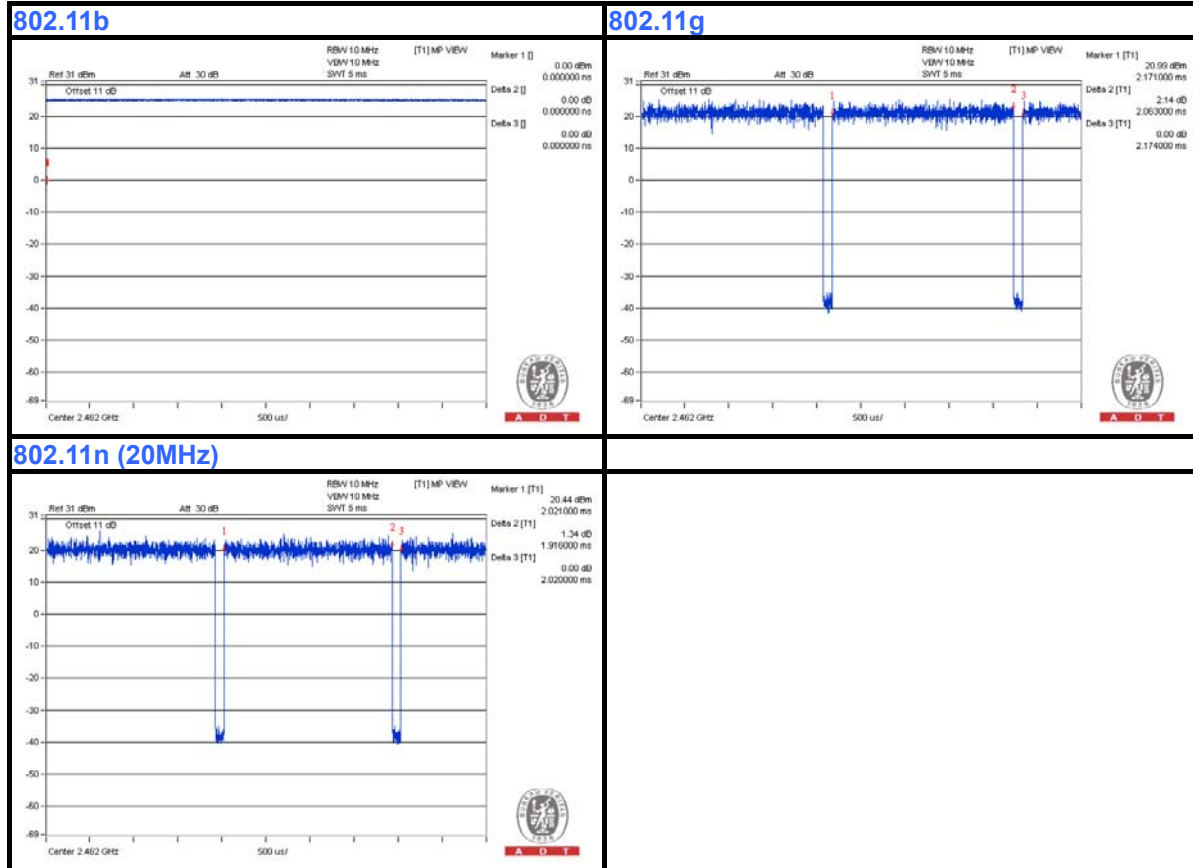 802.11b
RBW 10 MHz [T1] MP VIEW
VBW 10 MHz
Ref 31 dBm Att 30 dB SWT 5 ms
Marker 1 []
0.00 dBm
0.000000 ns
Delta 2 []
0.00 dB
0.000000 ns
Delta 3 []
0.00 dB
0.000000 ns
31
Offset 11 dB
20
10
0
-10
-20
-30
-40
-50
-60
-69
Center 2.462 GHz 500 us/
BUREAU VERITAS
1828
A D T
802.11g
RBW 10 MHz [T1] MP VIEW
VBW 10 MHz
Ref 31 dBm Att 30 dB SWT 5 ms
Marker 1 [T1]
20.99 dBm
2.171000 ms
Delta 2 [T1]
2.14 dB
2.063000 ms
Delta 3 [T1]
0.00 dB
2.174000 ms
31
Offset 11 dB
1 2 3
20
10
0
-10
-20
-30
-40
-50
-60
-69
Center 2.462 GHz 500 us/
BUREAU VERITAS
1828
A D T
802.11n (20MHz)
RBW 10 MHz [T1] MP VIEW
VBW 10 MHz
Ref 31 dBm Att 30 dB SWT 5 ms
Marker 1 [T1]
20.44 dBm
2.021000 ms
Delta 2 [T1]
1.34 dB
1.916000 ms
Delta 3 [T1]
0.00 dB
2.020000 ms
31
Offset 11 dB
1 2 3
20
10
0
-10
-20
-30
-40
-50
-60
-69
Center 2.462 GHz 500 us/
BUREAU VERITAS
1828
A D T